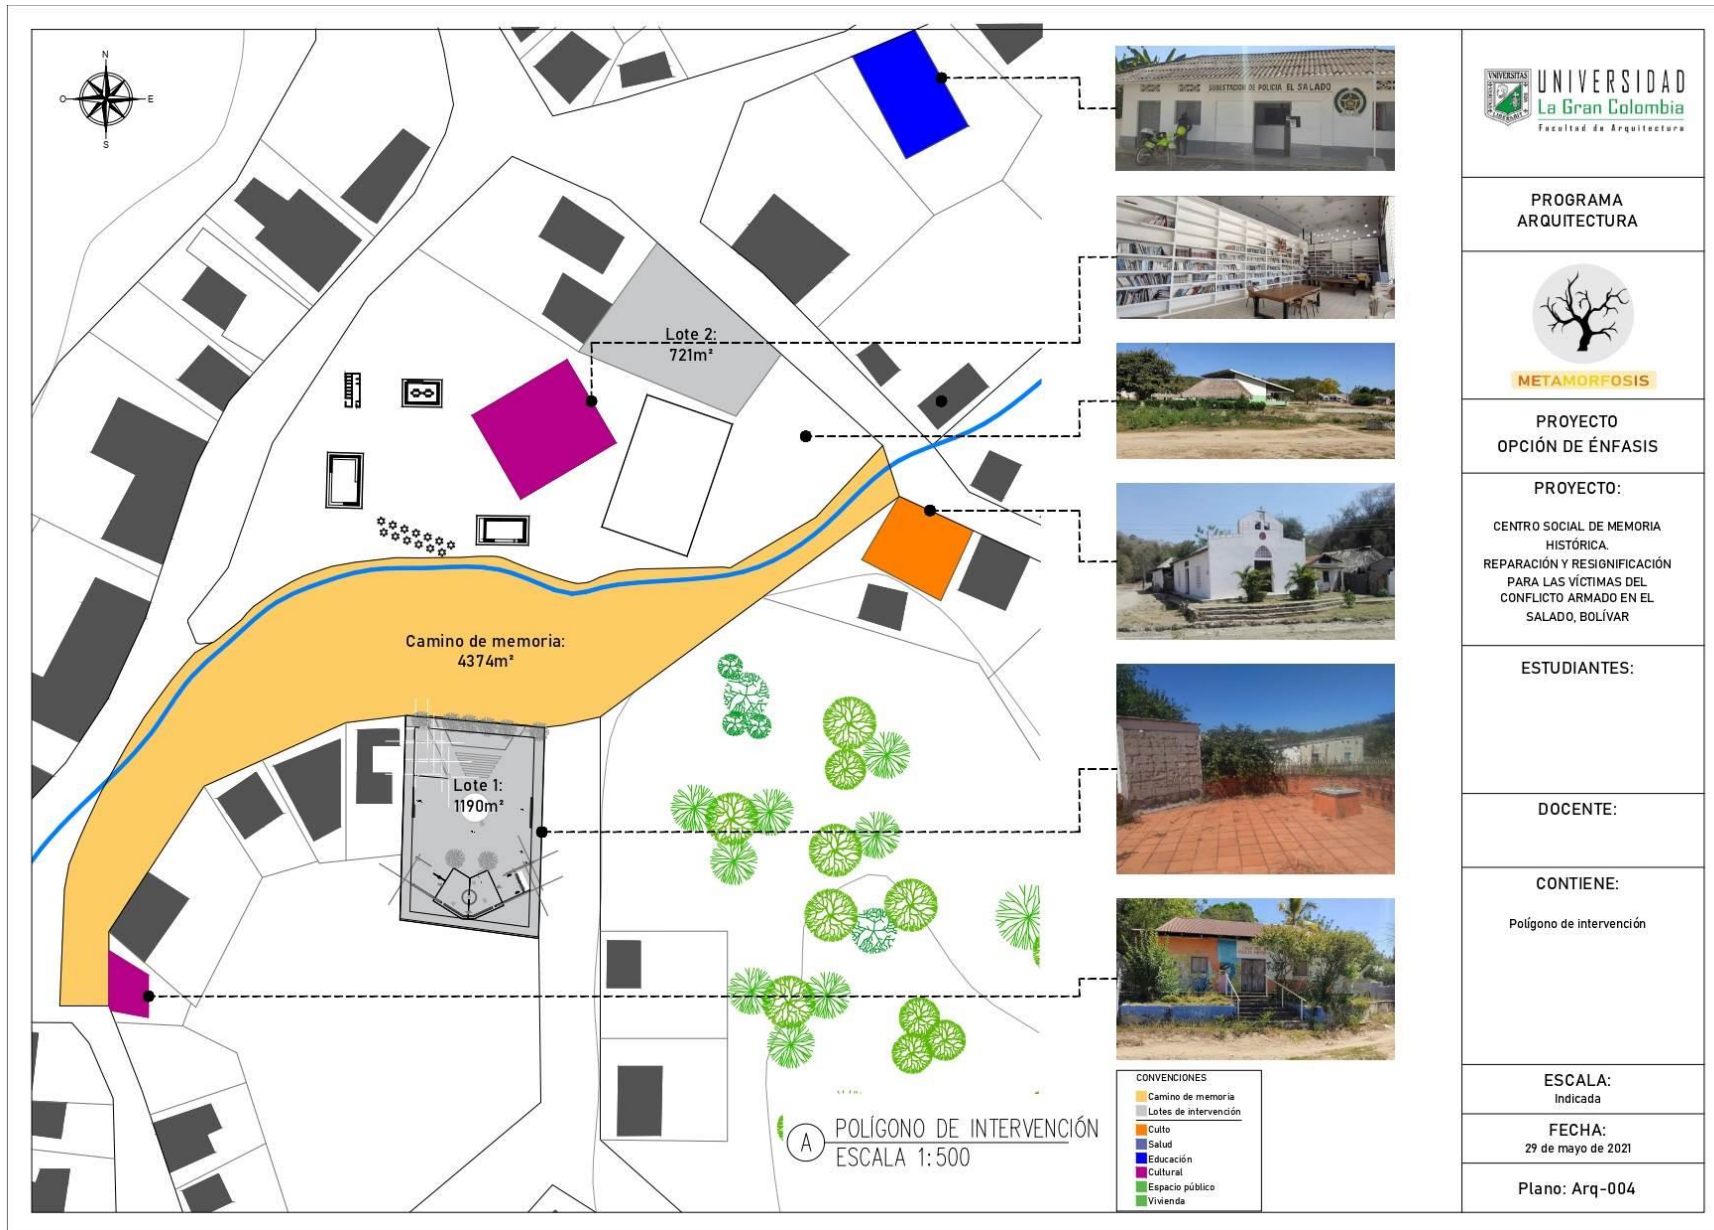 N
O
E
S
Lote 2:
721m²
Camino de memoria:
4374m²
Lote 1:
1190m²
SUBESTACION DE POLICIA EL SALADO
CONVENCIONES
Camino de memoria
Lotes de intervención
Culto
Salud
Educación
Cultural
Espacio público
Vivienda
A
POLÍGONO DE INTERVENCIÓN
ESCALA 1:500
UNIVERSITAS
UNIVERSIDAD
La Gran Colombia
Facultad de Arquitectura
PROGRAMA
ARQUITECTURA
METAMORFOSIS
PROYECTO
OPCIÓN DE ÉNFASIS
PROYECTO:
CENTRO SOCIAL DE MEMORIA
HISTÓRICA.
REPARACIÓN Y RESIGNIFICACIÓN
PARA LAS VÍCTIMAS DEL
CONFLICTO ARMADO EN EL
SALADO, BOLÍVAR
ESTUDIANTES:
DOCENTE:
CONTIENE:
Polígono de intervención
ESCALA:
Indicada
FECHA:
29 de mayo de 2021
Plano: Arq-004